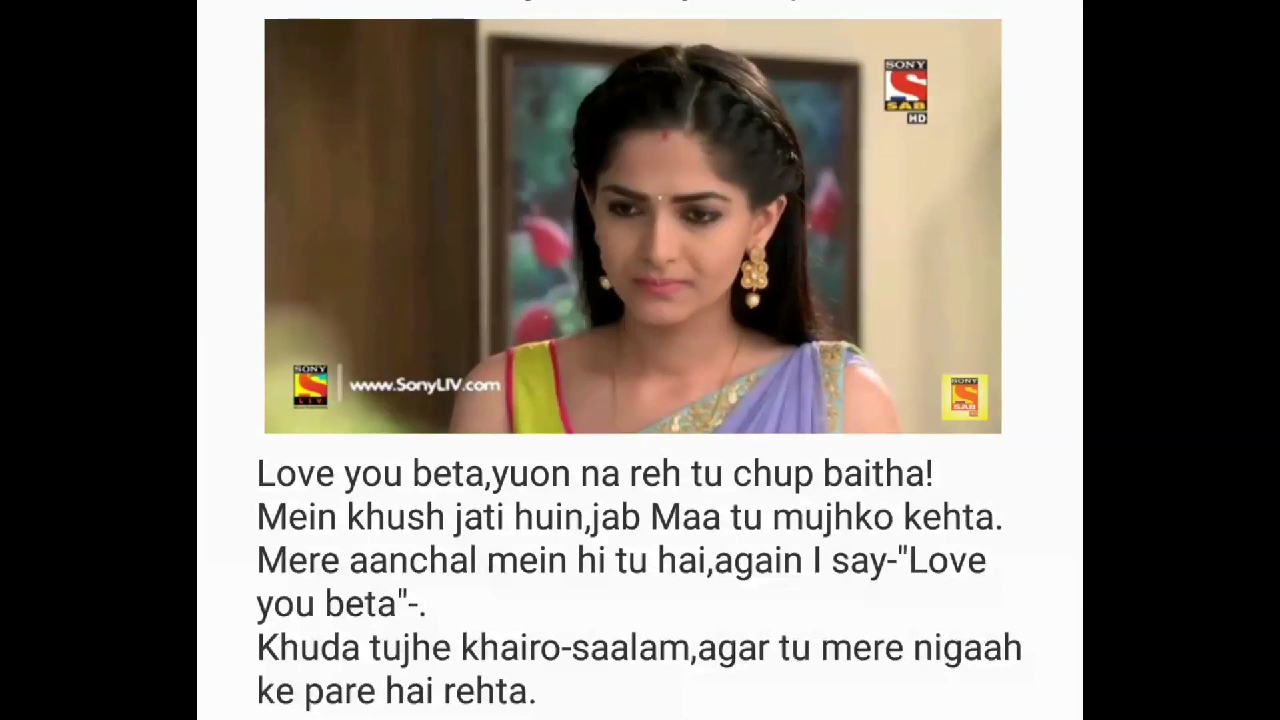 SONY
S
SAB
HD
SONY
S
LIV
www.SonyLIV.com
SONY
S
SAB
HD
Love you beta,yuon na reh tu chup baitha!
Mein khush jati huin,jab Maa tu mujhko kehta.
Mere aanchal mein hi tu hai,again I say-"Love
you beta"-.
Khuda tujhe khairo-saalam,agar tu mere nigaah
ke pare hai rehta.